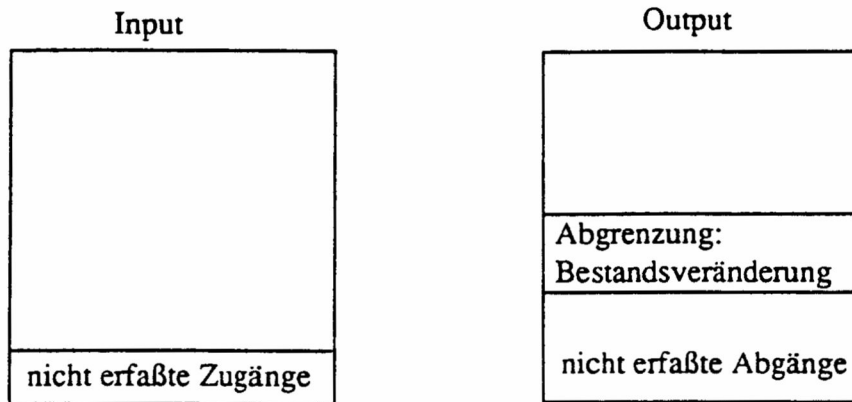 Input
Output
Abgrenzung:
Bestandsveränderung
nicht erfaßte Zugänge
nicht erfaßte Abgänge